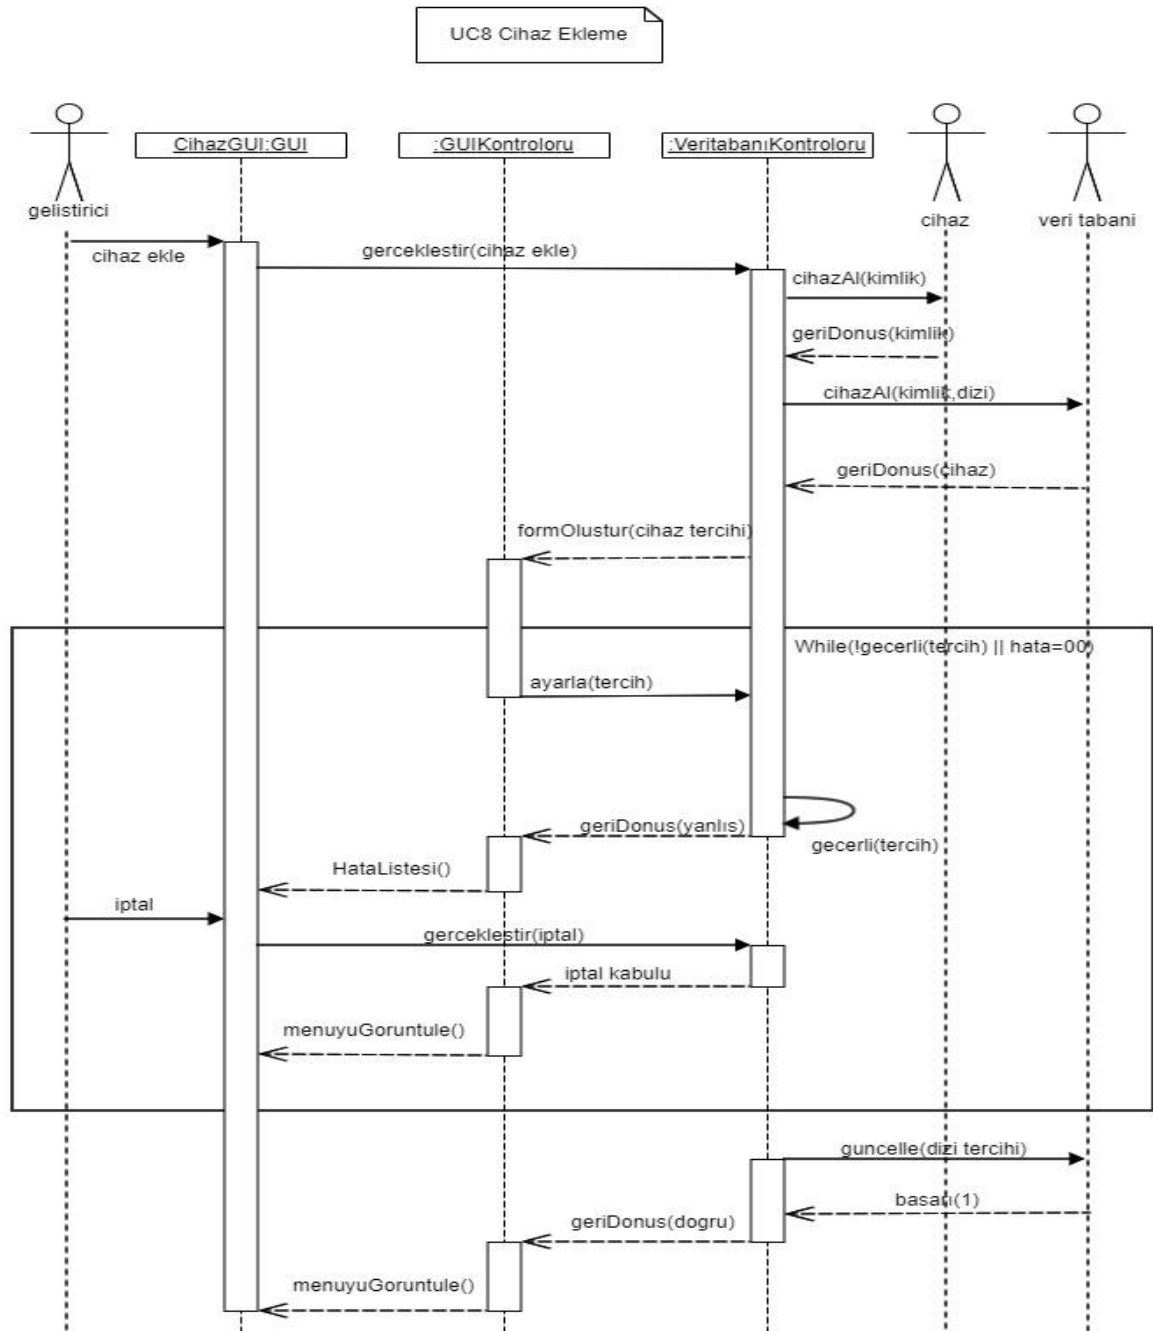 UC8 Cihaz Ekleme
CihazGUI:GUI
:GUIKontroloru
:VeritabanıKontroloru
gelistirici
cihaz
veri tabani
cihaz ekle
gerceklestir(cihaz ekle)
cihazAl(kimlik)
geriDonus(kimlik)
cihazAl(kimlik,dizi)
geriDonus(cihaz)
formOlustur(cihaz tercihi)
While(!gecerli(tercih) || hata=00)
ayarla(tercih)
geriDonus(yanlıs)
gecerli(tercih)
HataListesi()
iptal
gerceklestir(iptal)
iptal kabulu
menuyuGoruntule()
guncelle(dizi tercihi)
basarı(1)
geriDonus(dogru)
menuyuGoruntule()